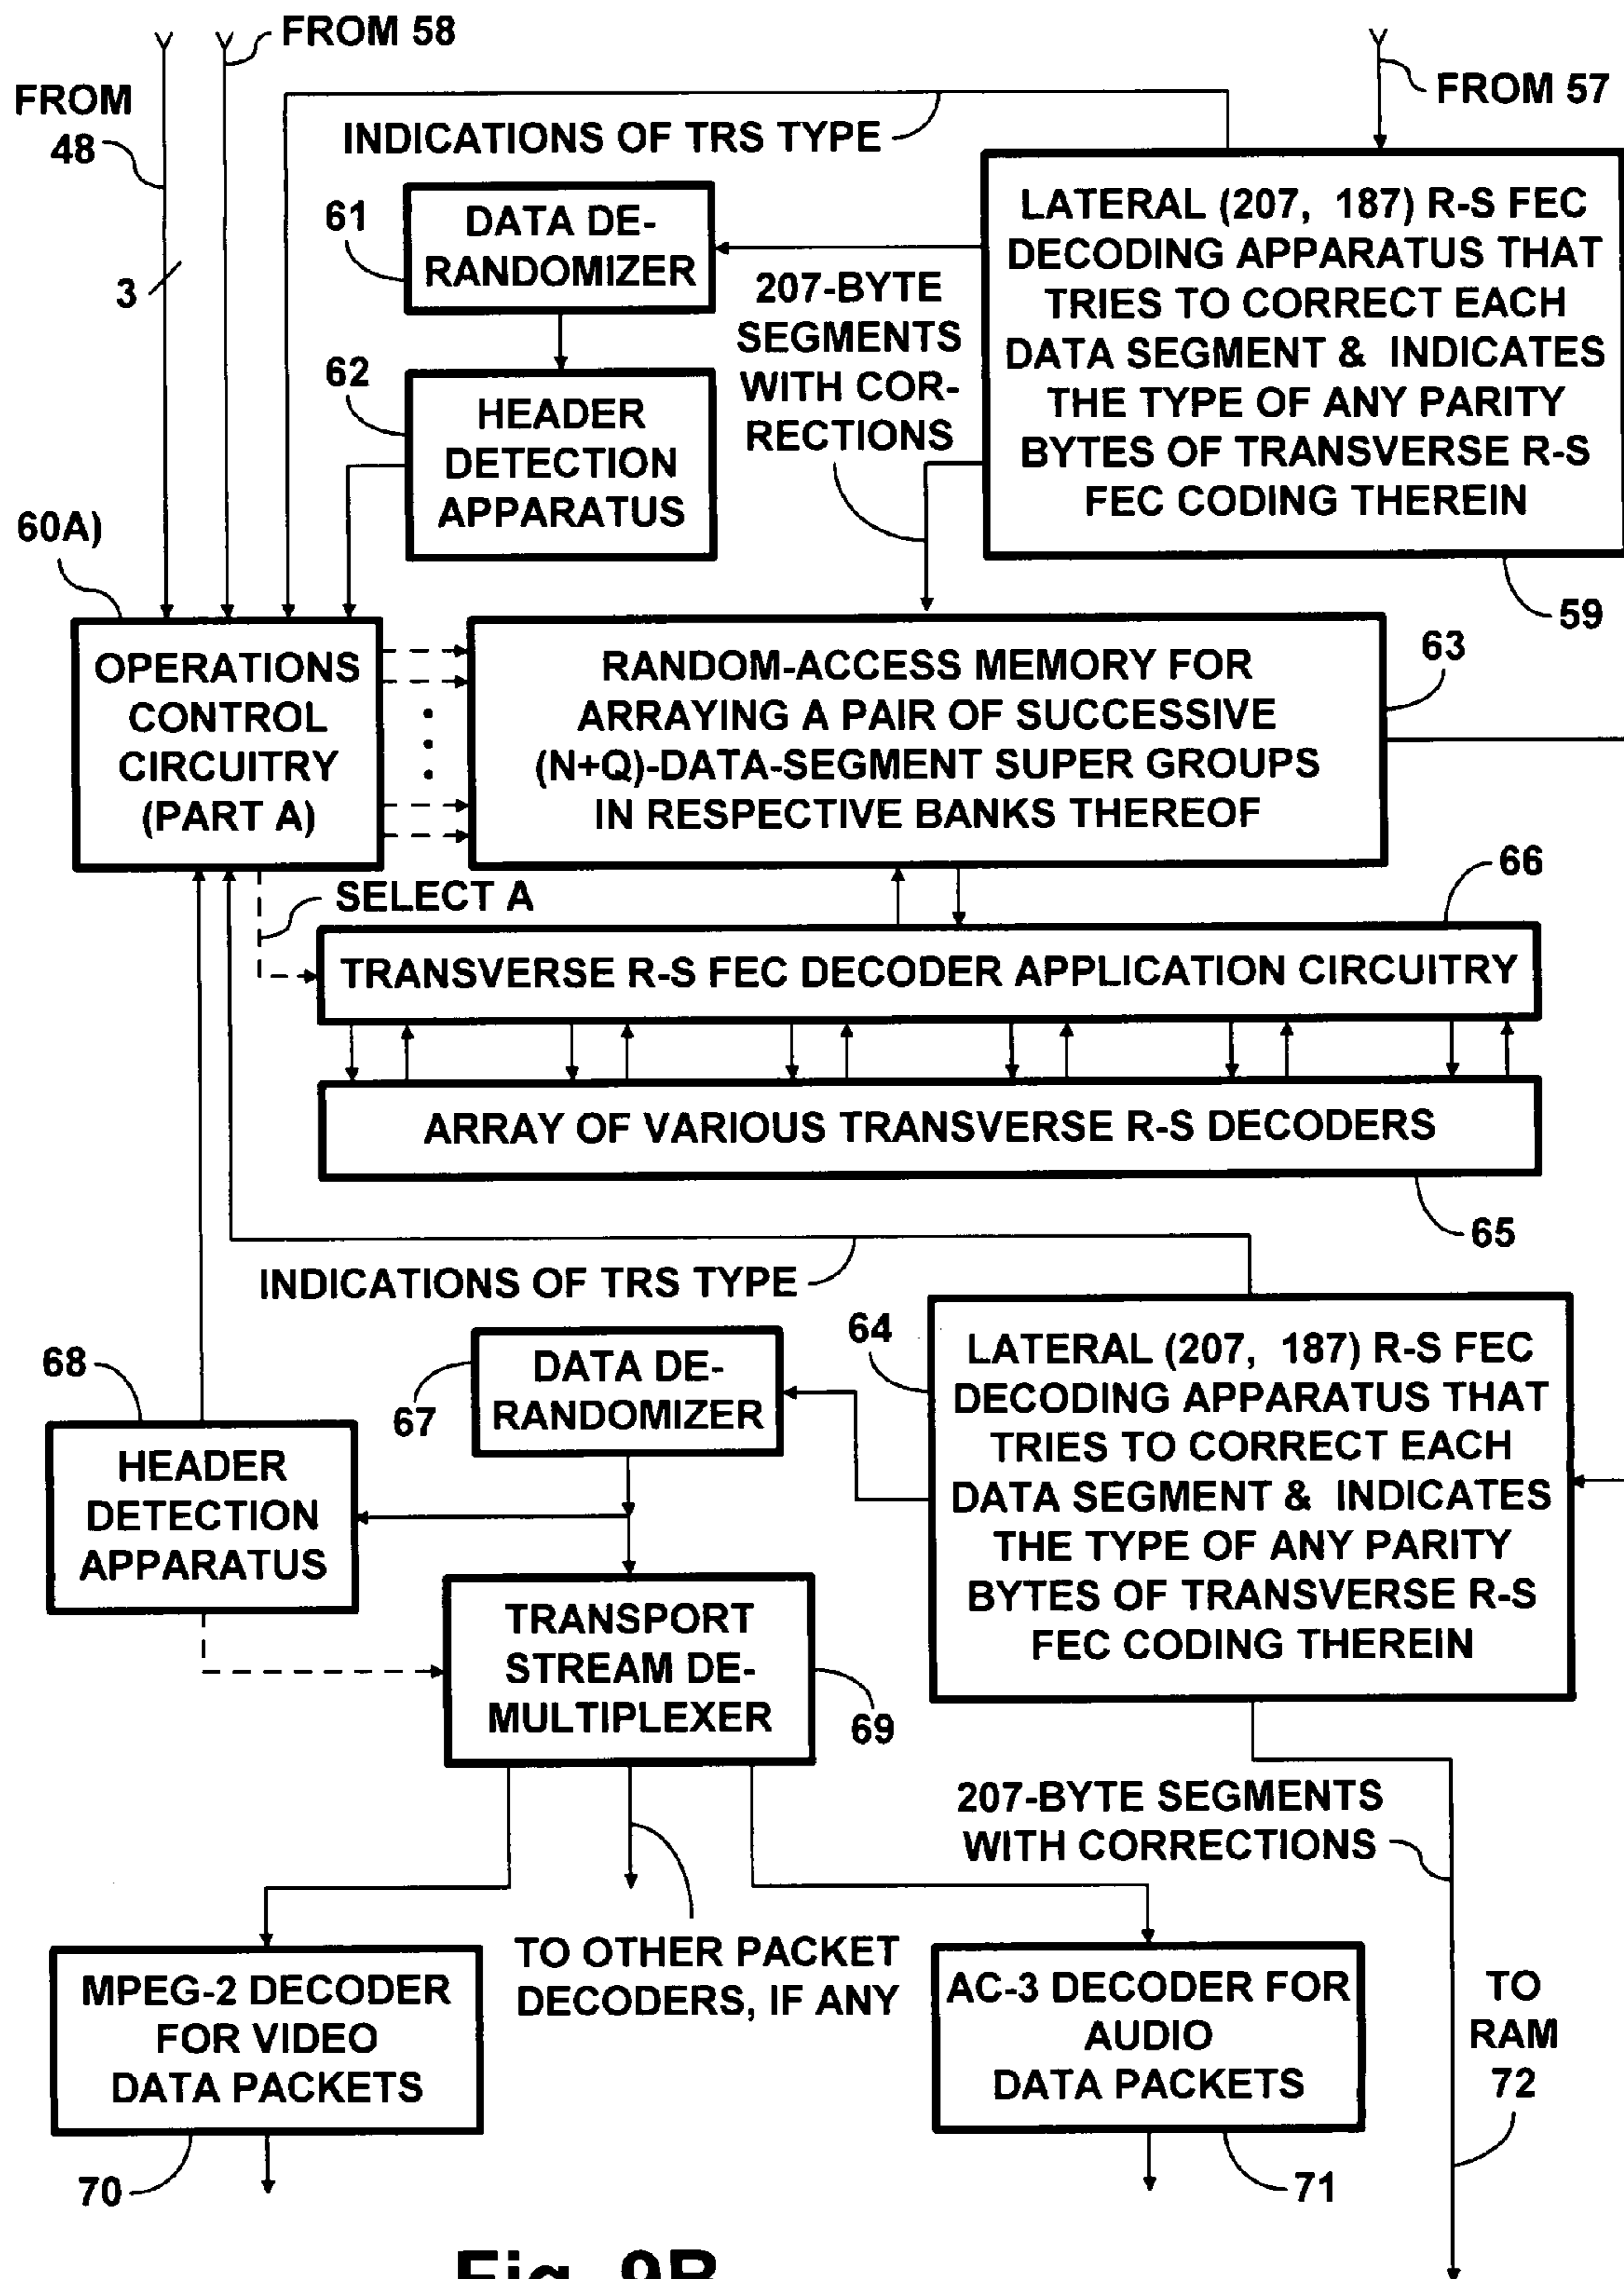 FROM 58
FROM
48
FROM 57
INDICATIONS OF TRS TYPE
3
61
DATA DE-
RANDOMIZER
207-BYTE
SEGMENTS
WITH COR-
RECTIONS
LATERAL (207, 187) R-S FEC
DECODING APPARATUS THAT
TRIES TO CORRECT EACH
DATA SEGMENT & INDICATES
THE TYPE OF ANY PARITY
BYTES OF TRANSVERSE R-S
FEC CODING THEREIN
59
62
HEADER
DETECTION
APPARATUS
60A)
OPERATIONS
CONTROL
CIRCUITRY
(PART A)
RANDOM-ACCESS MEMORY FOR
ARRAYING A PAIR OF SUCCESSIVE
(N+Q)-DATA-SEGMENT SUPER GROUPS
IN RESPECTIVE BANKS THEREOF
63
SELECT A
66
TRANSVERSE R-S FEC DECODER APPLICATION CIRCUITRY
ARRAY OF VARIOUS TRANSVERSE R-S DECODERS
65
INDICATIONS OF TRS TYPE
64
LATERAL (207, 187) R-S FEC
DECODING APPARATUS THAT
TRIES TO CORRECT EACH
DATA SEGMENT & INDICATES
THE TYPE OF ANY PARITY
BYTES OF TRANSVERSE R-S
FEC CODING THEREIN
67
DATA DE-
RANDOMIZER
68
HEADER
DETECTION
APPARATUS
TRANSPORT
STREAM DE-
MULTIPLEXER
69
207-BYTE SEGMENTS
WITH CORRECTIONS
TO OTHER PACKET
DECODERS, IF ANY
MPEG-2 DECODER
FOR VIDEO
DATA PACKETS
70
AC-3 DECODER FOR
AUDIO
DATA PACKETS
71
TO
RAM
72
Fig. 9B